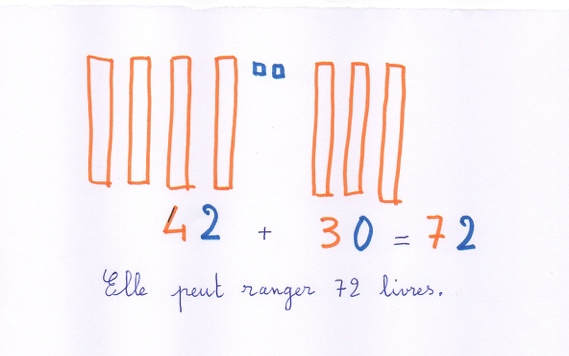 42 + 30 = 72
Elle peut ranger 72 livres.